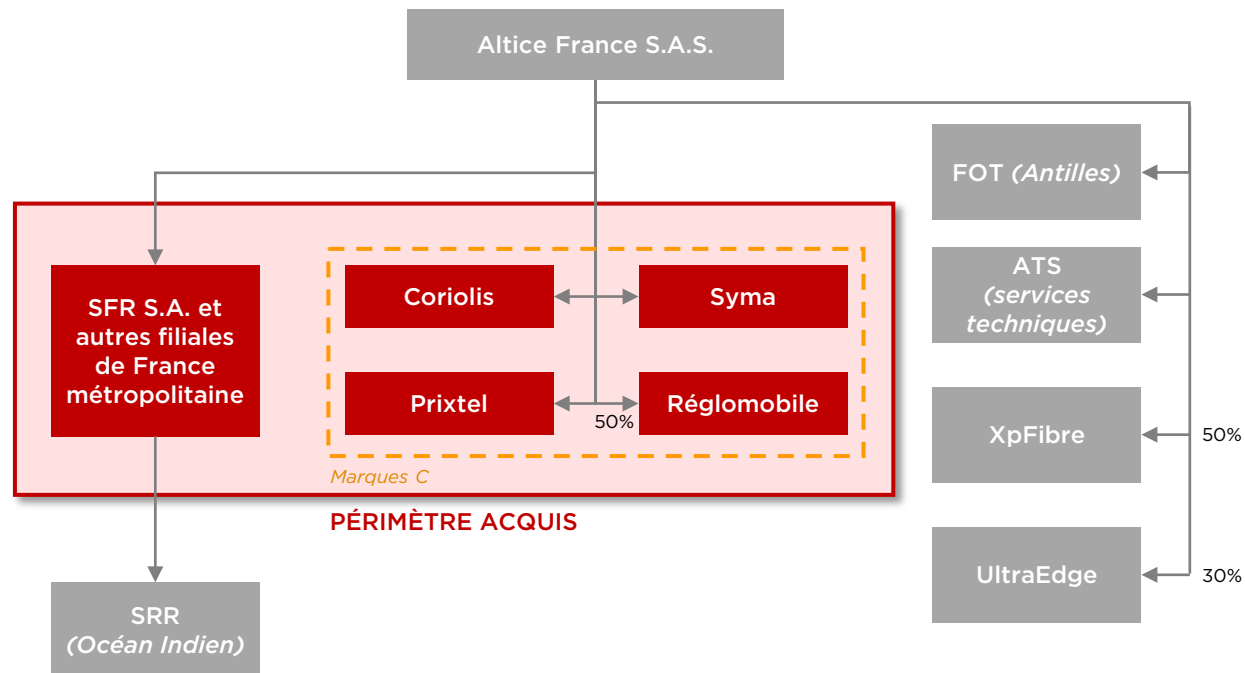 Altice France S.A.S.
FOT (Antilles)
ATS
(services
techniques)
XpFibre
50%
UltraEdge
30%
SFR S.A. et
autres filiales
de France
métropolitaine
Coriolis
Syma
Prixtel
Réglomobile
50%
Marques C
PÉRIMÈTRE ACQUIS
SRR
(Océan Indien)